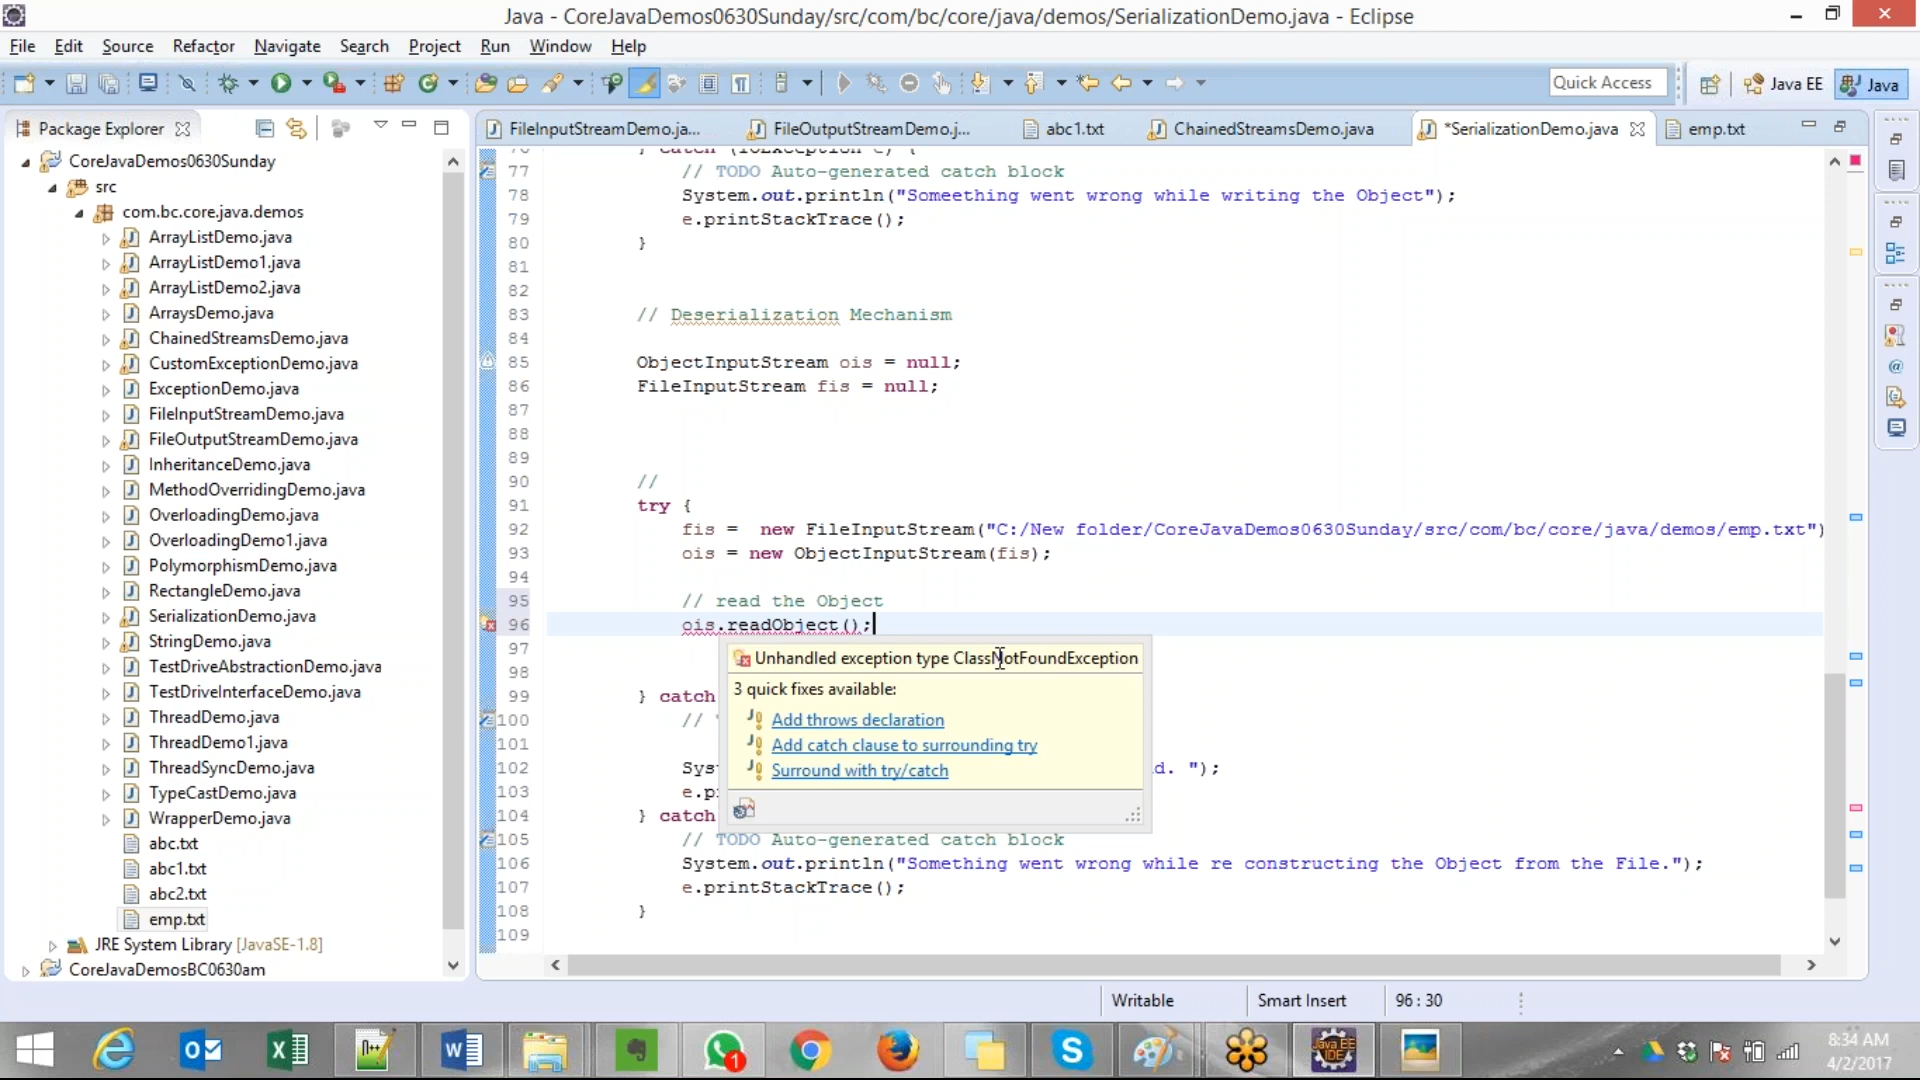 Java - CoreJavaDemos0630Sunday/src/com/bc/core/java/demos/SerializationDemo.java - Eclipse
File Edit Source Refactor Navigate Search Project Run Window Help
Quick Access Java EE Java
Package Explorer
FileInputStreamDemo.ja... FileOutputStreamDemo.j... abc1.txt ChainedStreamsDemo.java *SerializationDemo.java emp.txt
CoreJavaDemos0630Sunday
src
com.bc.core.java.demos
ArrayListDemo.java
ArrayListDemo1.java
ArrayListDemo2.java
ArraysDemo.java
ChainedStreamsDemo.java
CustomExceptionDemo.java
ExceptionDemo.java
FileInputStreamDemo.java
FileOutputStreamDemo.java
InheritanceDemo.java
MethodOverridingDemo.java
OverloadingDemo.java
OverloadingDemo1.java
PolymorphismDemo.java
RectangleDemo.java
SerializationDemo.java
StringDemo.java
TestDriveAbstractionDemo.java
TestDriveInterfaceDemo.java
ThreadDemo.java
ThreadDemo1.java
ThreadSyncDemo.java
TypeCastDemo.java
WrapperDemo.java
abc.txt
abc1.txt
abc2.txt
emp.txt
JRE System Library [JavaSE-1.8]
CoreJavaDemosBC0630am
76 } catch (IOException e) {
77 // TODO Auto-generated catch block
78 System.out.println("Someething went wrong while writing the Object");
79 e.printStackTrace();
80 }
81
82
83 // Deserialization Mechanism
84
85 ObjectInputStream ois = null;
86 FileInputStream fis = null;
87
88
89
90 //
91 try {
92 fis =  new FileInputStream("C:/New folder/CoreJavaDemos0630Sunday/src/com/bc/core/java/demos/emp.txt")
93 ois = new ObjectInputStream(fis);
94
95 // read the Object
96 ois.readObject();
97
98
99 } catch
100 //
101
102 Sys d. ");
103 e.p
104 } catch
105 // TODO Auto-generated catch block
106 System.out.println("Something went wrong while re constructing the Object from the File.");
107 e.printStackTrace();
108 }
109
Unhandled exception type ClassNotFoundException
3 quick fixes available:
Add throws declaration
Add catch clause to surrounding try
Surround with try/catch
Writable Smart Insert 96 : 30
8:34 AM
4/2/2017